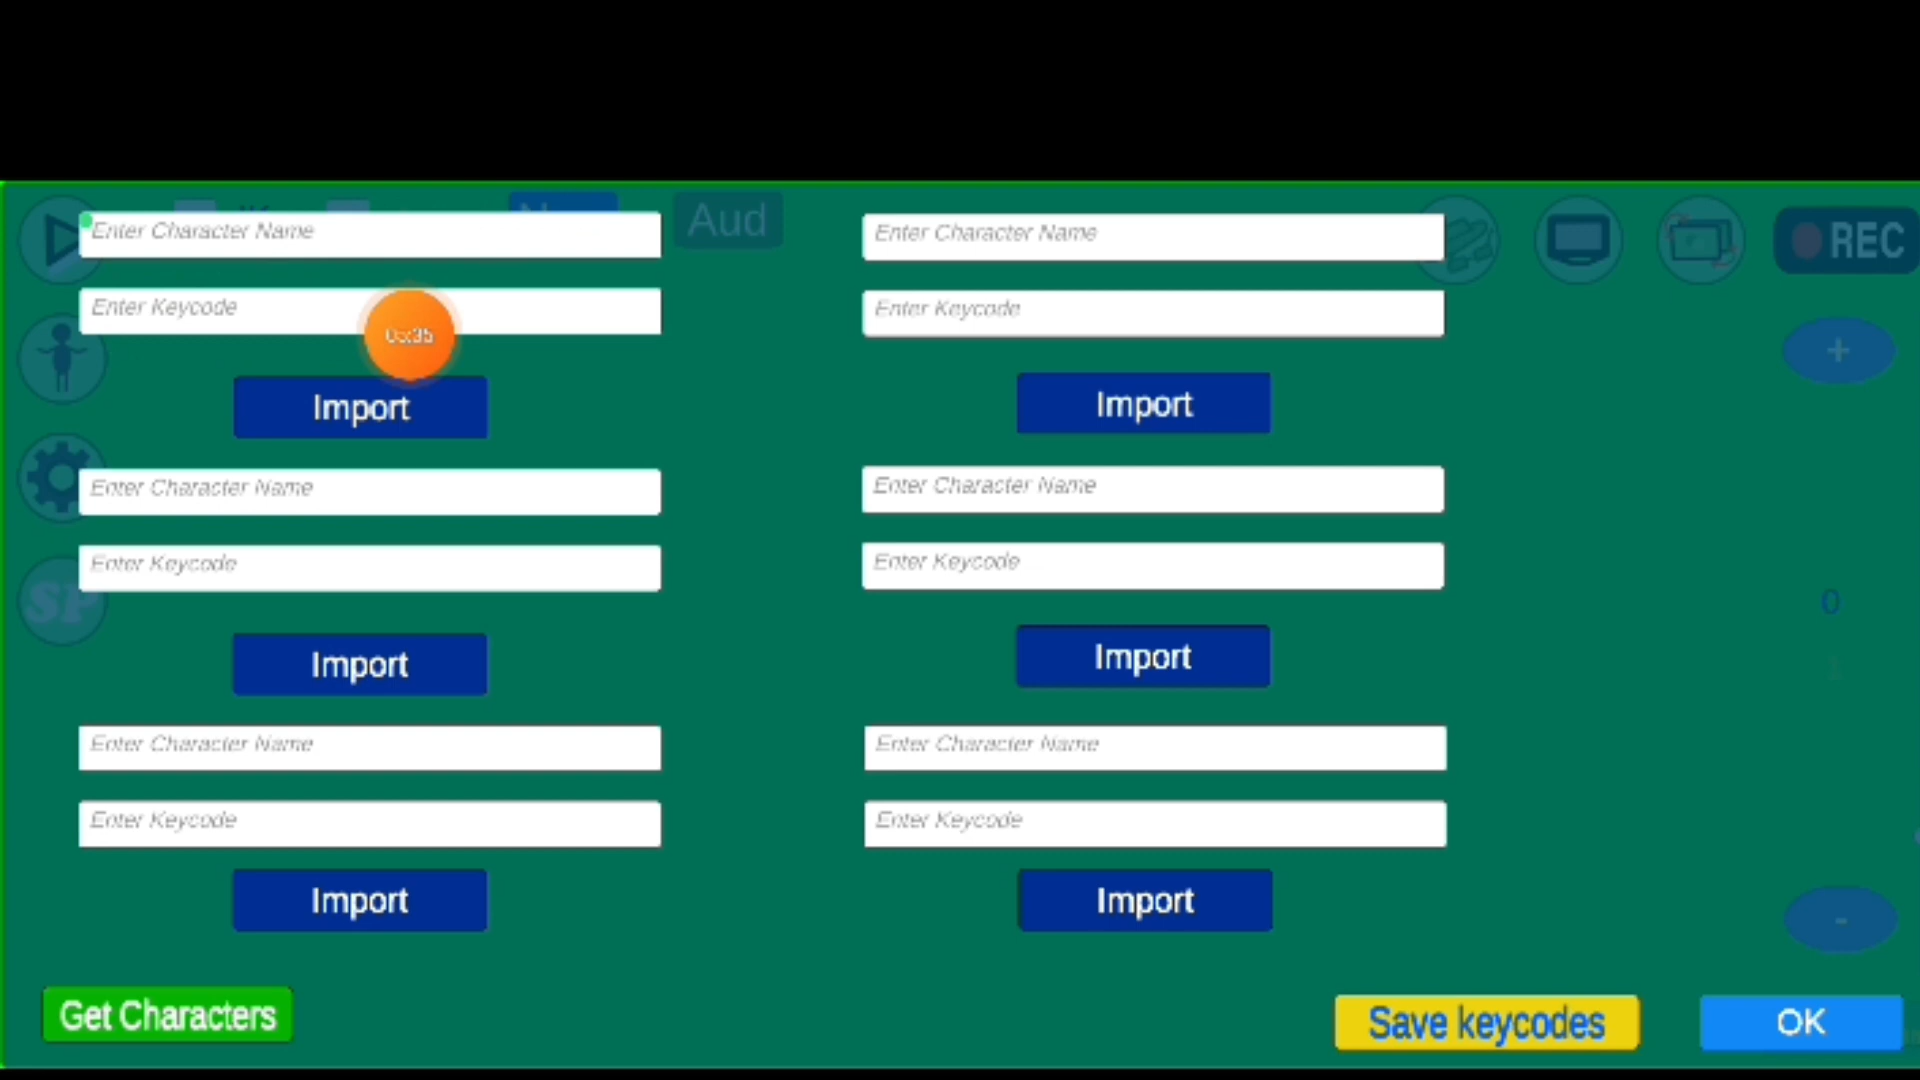 Aud
REC
Enter Character Name
Enter Character Name
Enter Keycode
Enter Keycode
+
Import
Import
Enter Character Name
Enter Character Name
Enter Keycode
Enter Keycode
SP
0
Import
Import
Enter Character Name
Enter Character Name
Enter Keycode
Enter Keycode
Import
Import
-
Get Characters
Save keycodes
OK